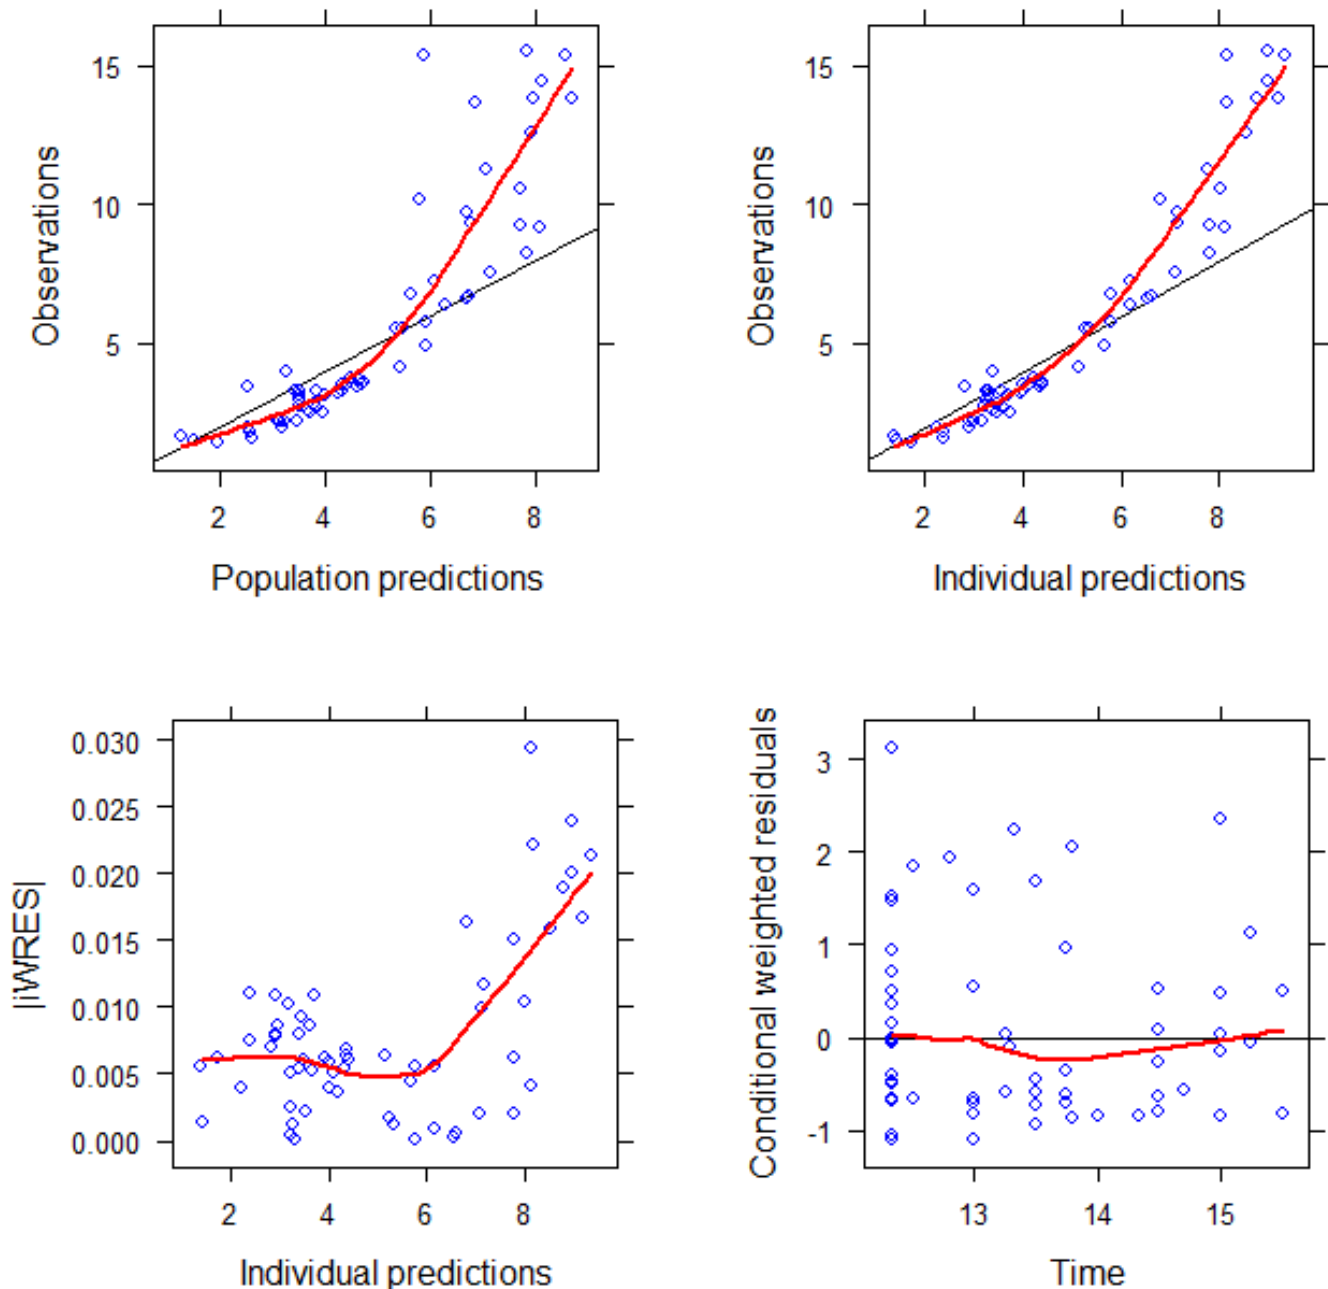 Observations
15
10
5
2 4 6 8
Population predictions
Observations
15
10
5
2 4 6 8
Individual predictions
|iWRES|
0.030
0.025
0.020
0.015
0.010
0.005
0.000
2 4 6 8
Individual predictions
Conditional weighted residuals
3
2
1
0
-1
13 14 15
Time